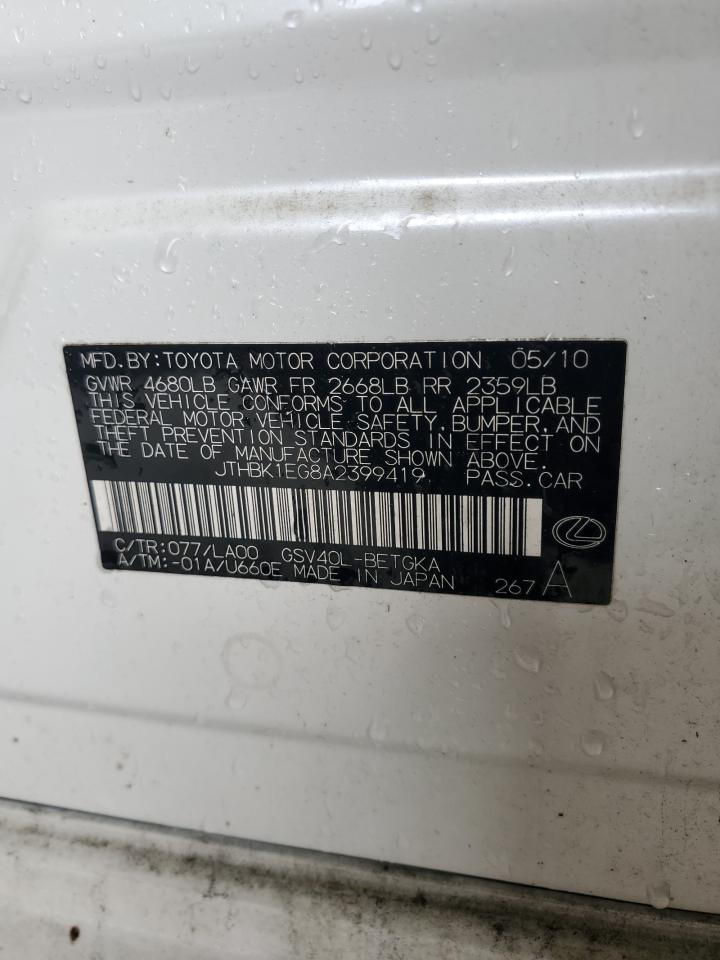 MFD.BY:TOYOTA MOTOR CORPORATION 05/10
GVWR 4680LB GAWR FR 2668LB RR 2359LB
THIS VEHICLE CONFORMS TO ALL APPLICABLE
FEDERAL MOTOR VEHICLE SAFETY,BUMPER,AND
THEFT PREVENTION STANDARDS IN EFFECT ON
THE DATE OF MANUFACTURE SHOWN ABOVE.
JTHBK1EG8A2399419 PASS.CAR
C/TR:077/LA00 GSV40L-BETGKA
A/TM:-01A/U660E MADE IN JAPAN 267 A